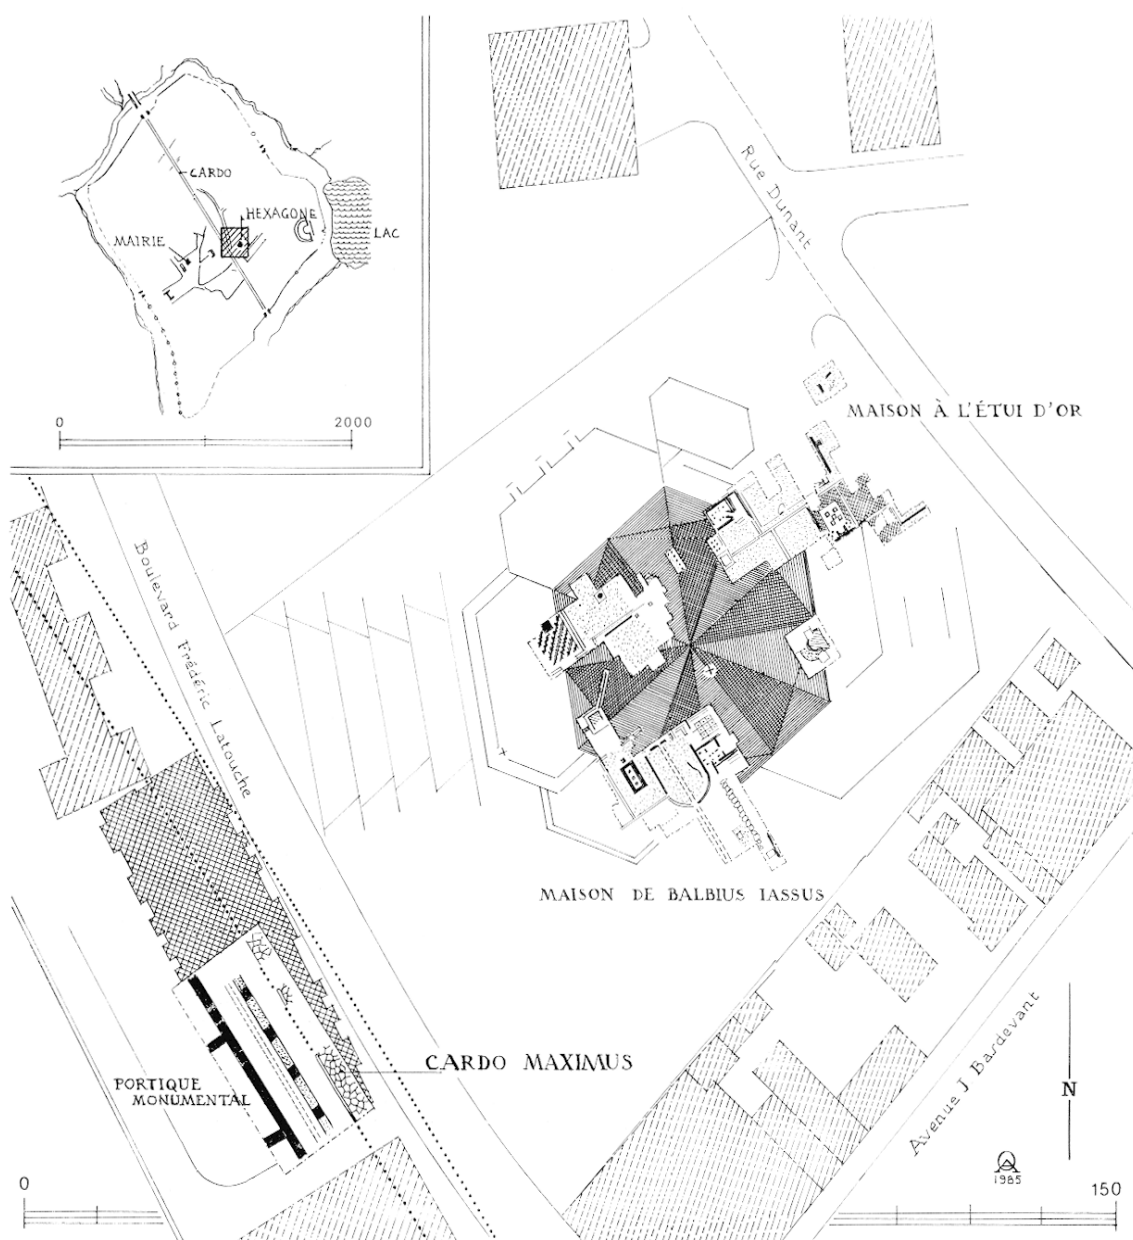 CARDO
HEXAGONE
MAIRIE
LAC
0 2000
Rue Dunant
MAISON À L'ÉTUI D'OR
Boulevard Frédéric Latouche
MAISON DE BALBIUS IASSUS
CARDO MAXIMUS
PORTIQUE
MONUMENTAL
Avenue J Basdevant
N
1985
0 150